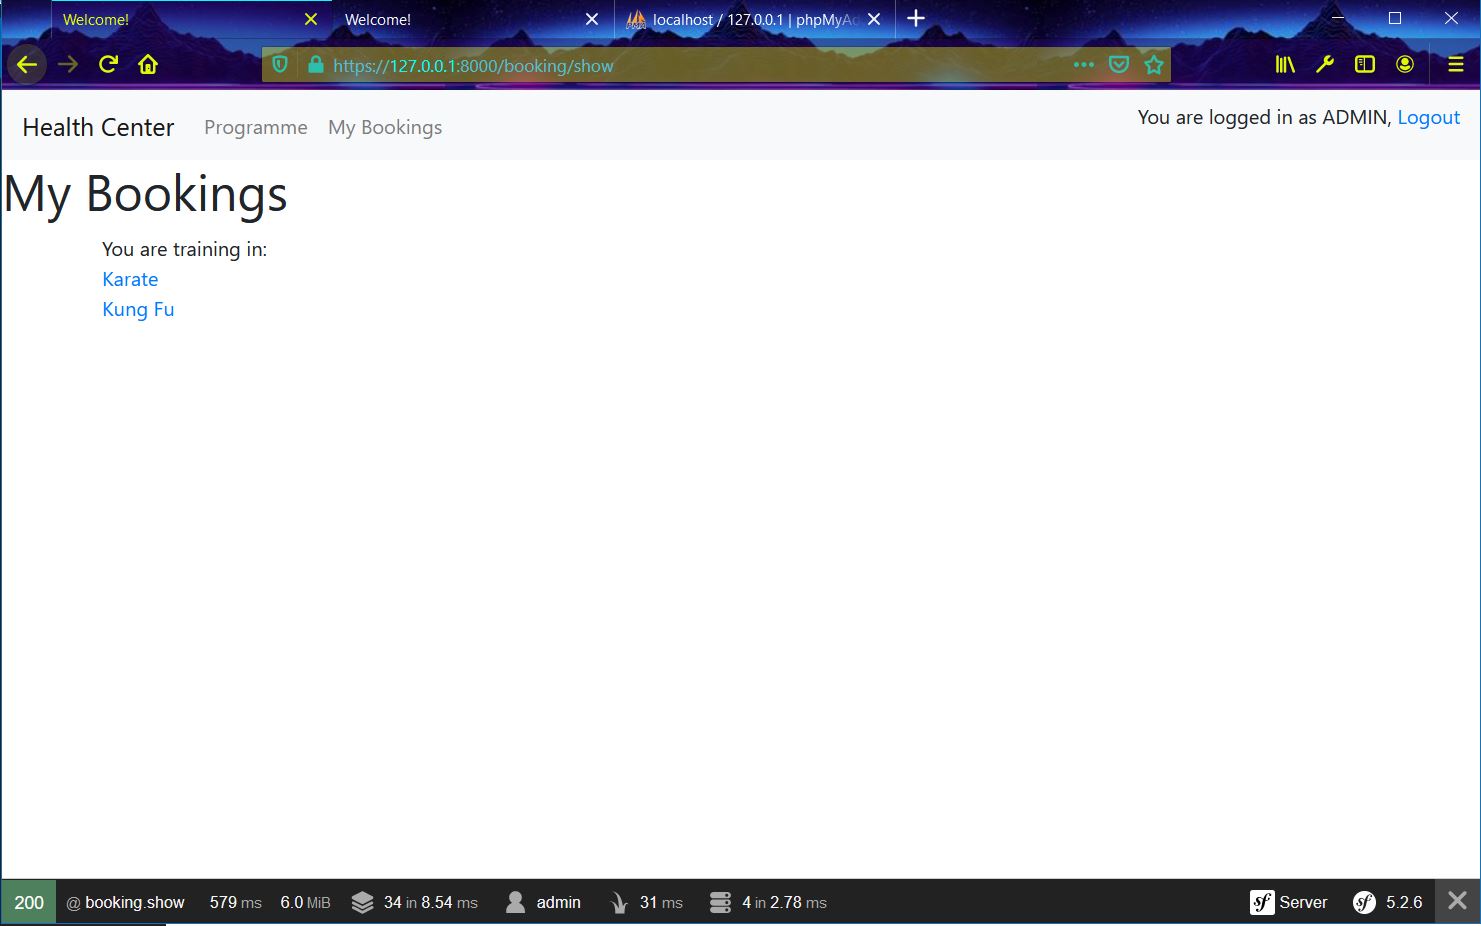 Welcome!
Welcome!
localhost / 127.0.0.1 | phpMyAd
https://127.0.0.1:8000/booking/show
Health Center Programme My Bookings
You are logged in as ADMIN, Logout
My Bookings
You are training in:
Karate
Kung Fu
200 @ booking.show 579 ms 6.0 MiB 34 in 8.54 ms admin 31 ms 4 in 2.78 ms sf Server sf 5.2.6